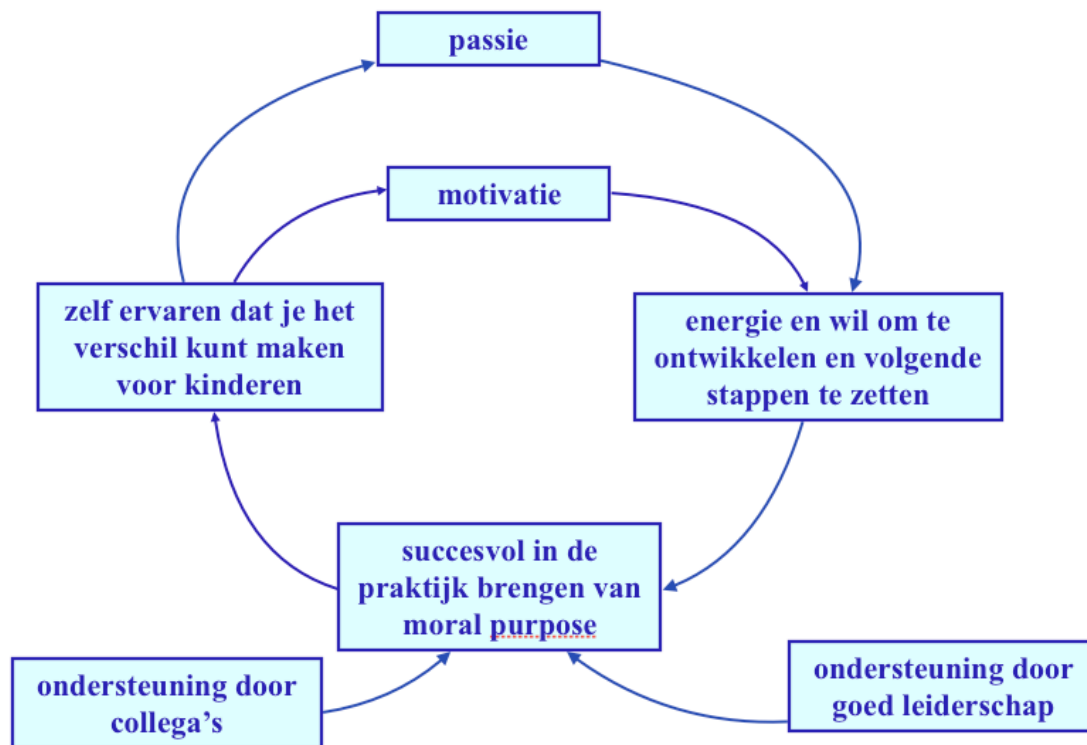 passie
motivatie
zelf ervaren dat je het
verschil kunt maken
voor kinderen
energie en wil om te
ontwikkelen en volgende
stappen te zetten
succesvol in de
praktijk brengen van
moral purpose
ondersteuning door
collega’s
ondersteuning door
goed leiderschap